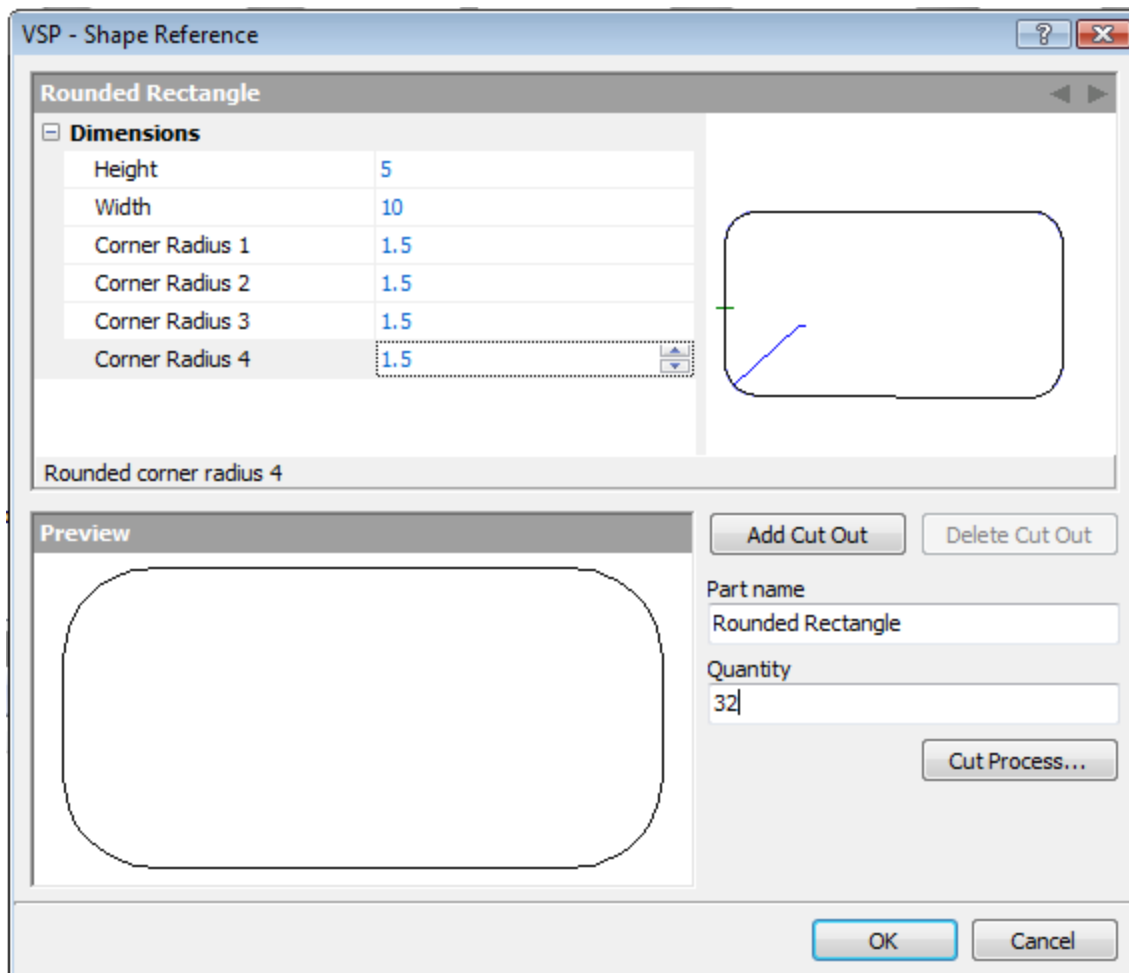 VSP - Shape Reference
Rounded Rectangle
Dimensions
Height 5
Width 10
Corner Radius 1 1.5
Corner Radius 2 1.5
Corner Radius 3 1.5
Corner Radius 4 1.5
Rounded corner radius 4
Preview
Add Cut Out Delete Cut Out
Part name
Rounded Rectangle
Quantity
32
Cut Process...
OK Cancel